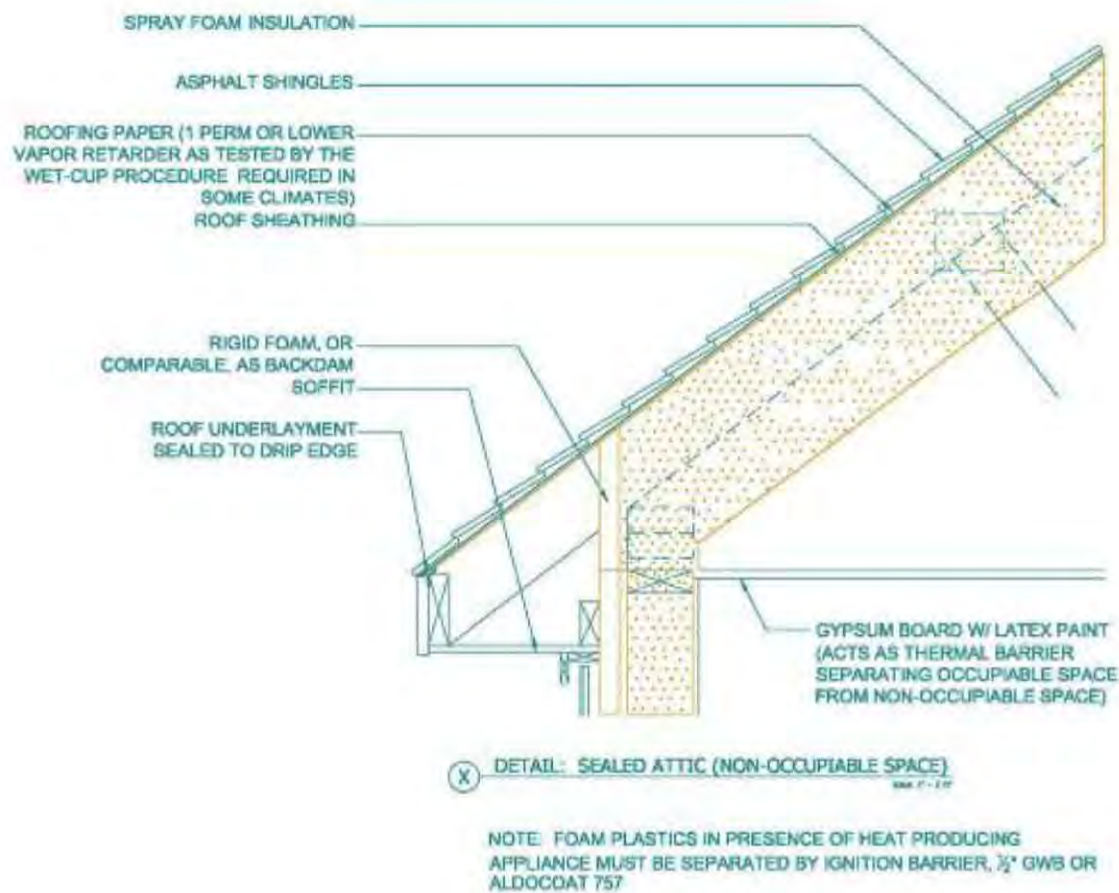 SPRAY FOAM INSULATION
ASPHALT SHINGLES
ROOFING PAPER (1 PERM OR LOWER
VAPOR RETARDER AS TESTED BY THE
WET-CUP PROCEDURE REQUIRED IN
SOME CLIMATES)
ROOF SHEATHING
RIGID FOAM, OR
COMPARABLE, AS BACKDAM
SOFFIT
ROOF UNDERLAYMENT
SEALED TO DRIP EDGE
GYPSUM BOARD W/ LATEX PAINT
(ACTS AS THERMAL BARRIER
SEPARATING OCCUPIABLE SPACE
FROM NON-OCCUPIABLE SPACE)
X DETAIL: SEALED ATTIC (NON-OCCUPIABLE SPACE)
NOTE: FOAM PLASTICS IN PRESENCE OF HEAT PRODUCING
APPLIANCE MUST BE SEPARATED BY IGNITION BARRIER, ½" GWB OR
ALDOCOAT 757